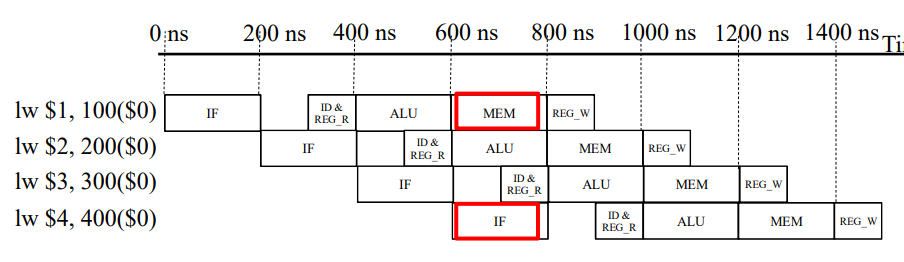 0 ns 200 ns 400 ns 600 ns 800 ns 1000 ns 1200 ns 1400 ns Ti
lw $1, 100($0) IF ID & REG_R ALU MEM REG_W
lw $2, 200($0) IF ID & REG_R ALU MEM REG_W
lw $3, 300($0) IF ID & REG_R ALU MEM REG_W
lw $4, 400($0) IF ID & REG_R ALU MEM REG_W